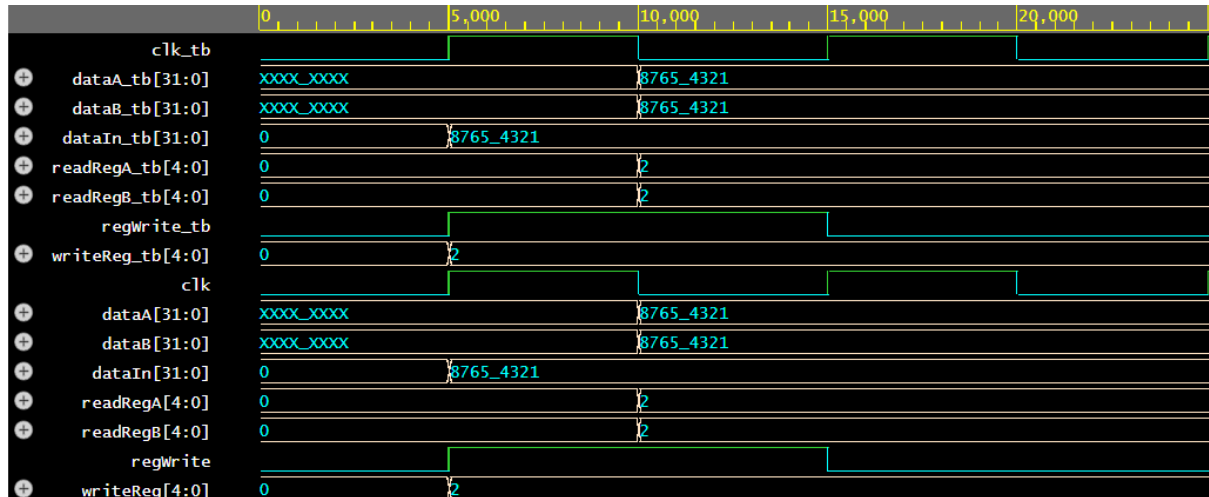 0 5,000 10,000 15,000 20,000
clk_tb
dataA_tb[31:0] XXXX_XXXX 8765_4321
dataB_tb[31:0] XXXX_XXXX 8765_4321
dataIn_tb[31:0] 0 8765_4321
readRegA_tb[4:0] 0 2
readRegB_tb[4:0] 0 2
regWrite_tb
writeReg_tb[4:0] 0 2
clk
dataA[31:0] XXXX_XXXX 8765_4321
dataB[31:0] XXXX_XXXX 8765_4321
dataIn[31:0] 0 8765_4321
readRegA[4:0] 0 2
readRegB[4:0] 0 2
regWrite
writeReg[4:0] 0 2